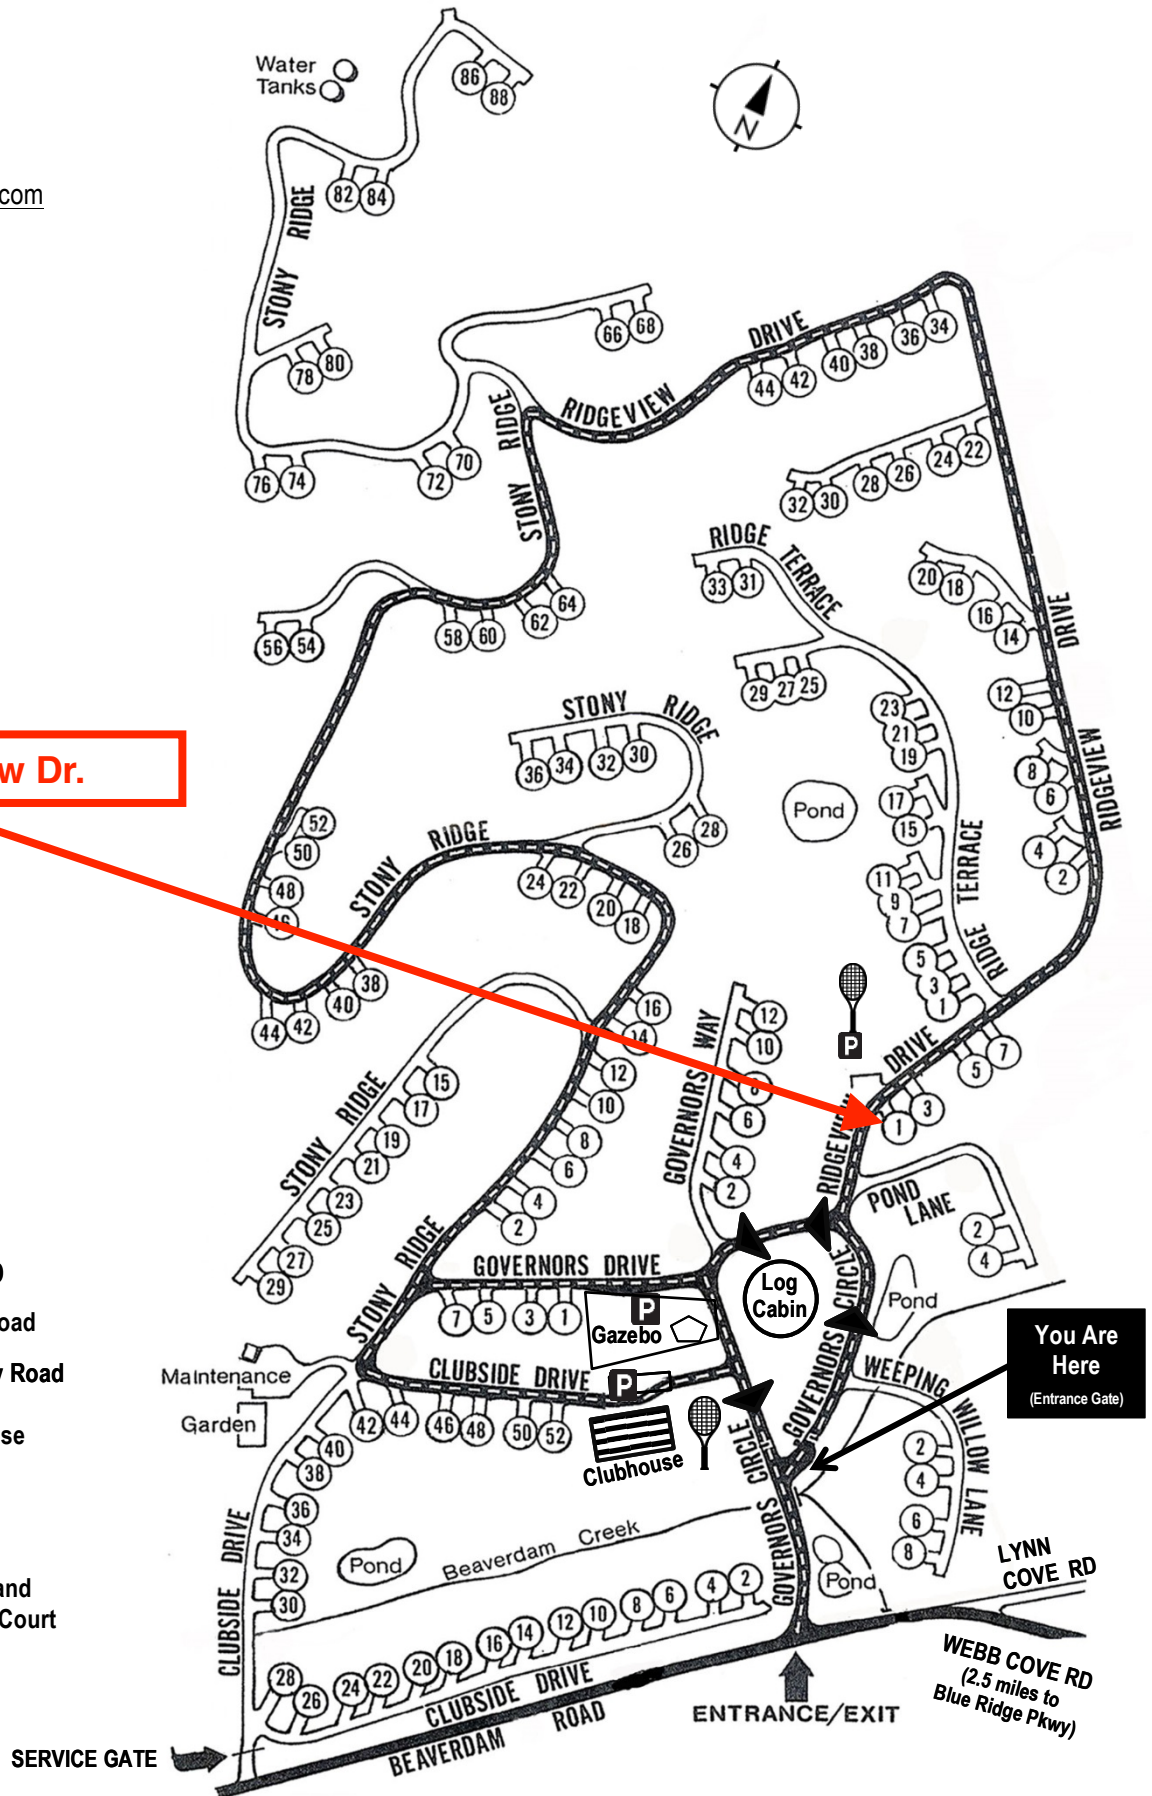 Water
Tanks
86
88
N
com
82
84
STONY RIDGE
66
68
78
80
DRIVE
34
36
38
40
42
44
RIDGEVIEW
STONY RIDGE
70
72
74
76
22
24
26
28
30
32
RIDGE TERRACE
33
31
20
18
16
14
DRIVE
64
62
60
58
56
54
29
27
25
STONY RIDGE
36
34
32
30
23
21
19
12
10
8
6
RIDGEVIEW
w Dr.
Pond
17
15
28
26
52
50
48
46
STONY RIDGE
24
22
20
18
4
2
TERRACE
RIDGE
11
9
7
5
3
1
38
40
42
44
16
14
12
10
8
6
4
2
GOVERNORS WAY
12
10
8
6
4
2
P
DRIVE
7
5
3
1
RIDGEVIEW
STONY RIDGE
15
17
19
21
23
25
27
29
POND
LANE
2
4
STONY RIDGE
GOVERNORS DRIVE
7
5
3
1
P
Gazebo
Log
Cabin
GOVERNORS CIRCLE
Pond
oad
Road
se
and
Court
You Are
Here
(Entrance Gate)
Maintenance
Garden
CLUBSIDE DRIVE
P
42
44
46
48
50
52
Clubhouse
WEEPING WILLOW LANE
2
4
6
8
40
38
36
34
32
30
GOVERNORS CIRCLE
CLUBSIDE DRIVE
Pond
Beaverdam Creek
Pond
LYNN
COVE RD
2
4
6
8
10
12
14
16
18
20
22
24
26
28
CLUBSIDE DRIVE
BEAVERDAM ROAD
ENTRANCE/EXIT
WEBB COVE RD
(2.5 miles to
Blue Ridge Pkwy)
SERVICE GATE